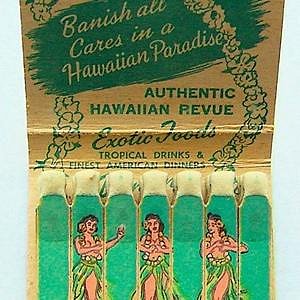 Banish all
Cares in a
Hawaiian Paradise
AUTHENTIC
HAWAIIAN REVUE
Exotic Foods
TROPICAL DRINKS &
FINEST AMERICAN DINNERS